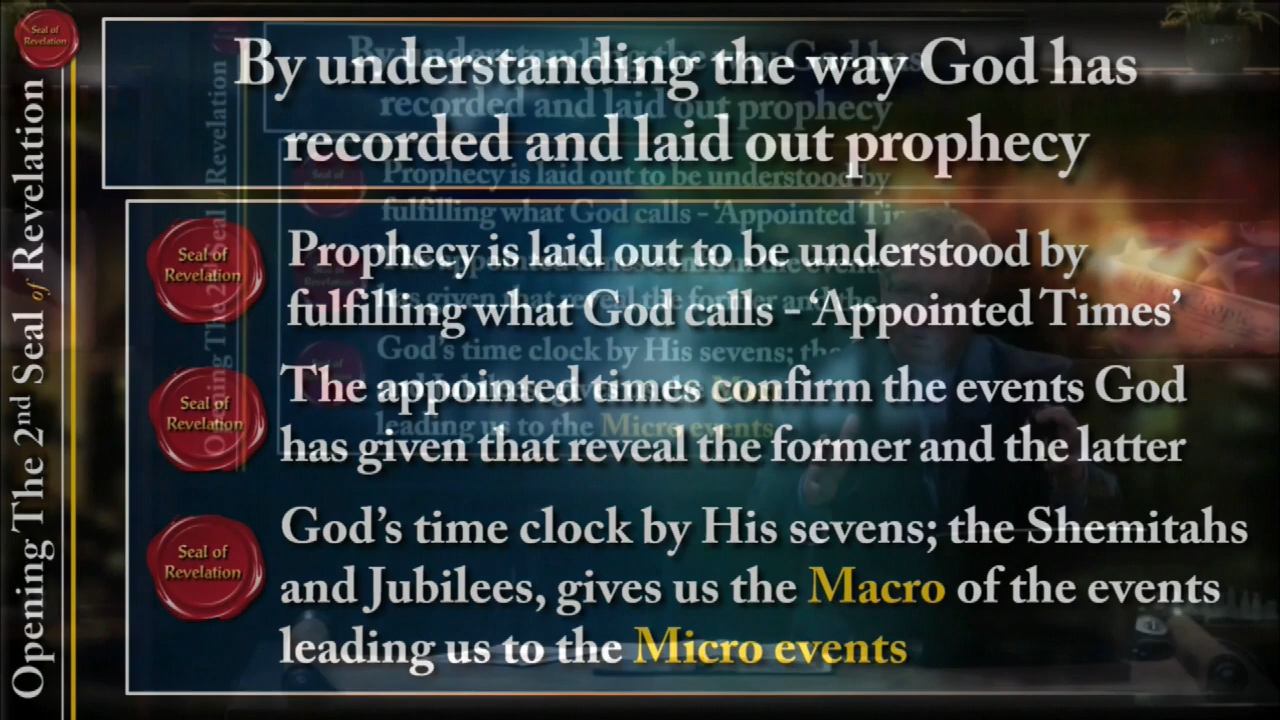 Seal of
Revelation
Opening The 2nd Seal of Revelation
By understanding the way God has
recorded and laid out prophecy
Seal of
Revelation
Prophecy is laid out to be understood by
fulfilling what God calls - ‘Appointed Times’
Seal of
Revelation
The appointed times confirm the events God
has given that reveal the former and the latter
Seal of
Revelation
God’s time clock by His sevens; the Shemitahs
and Jubilees, gives us the Macro of the events
leading us to the Micro events